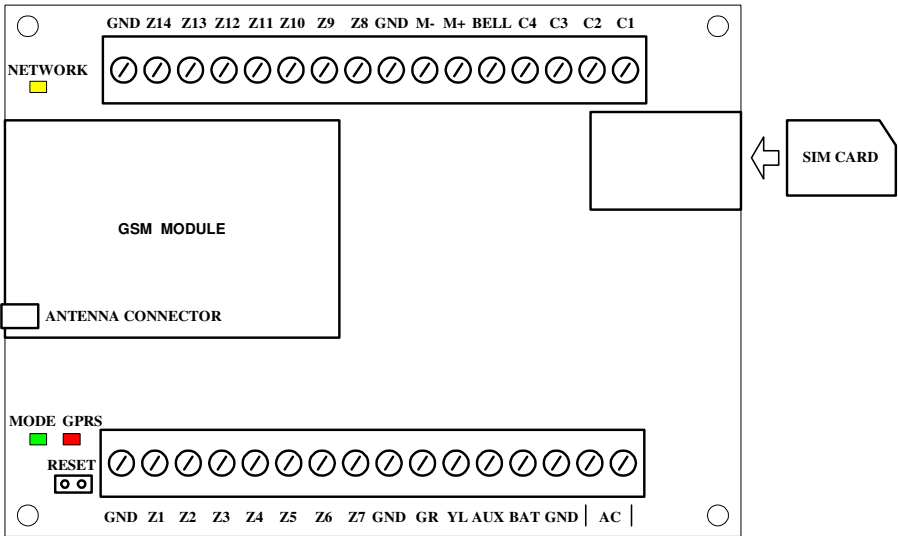 GND Z14 Z13 Z12 Z11 Z10 Z9 Z8 GND M- M+ BELL C4 C3 C2 C1
NETWORK
SIM CARD
GSM MODULE
ANTENNA CONNECTOR
MODE GPRS
RESET
GND Z1 Z2 Z3 Z4 Z5 Z6 Z7 GND GR YL AUX BAT GND AC